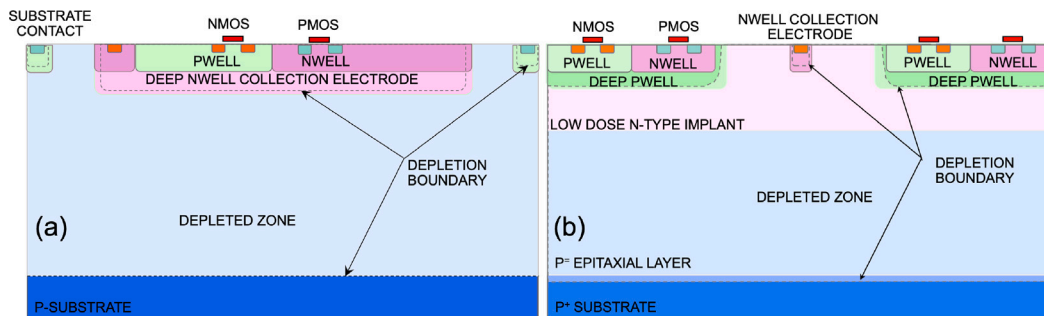 SUBSTRATE
CONTACT
NMOS
PMOS
PWELL
NWELL
DEEP NWELL COLLECTION ELECTRODE
DEPLETION
BOUNDARY
DEPLETED ZONE
(a)
P-SUBSTRATE
NMOS
PMOS
NWELL COLLECTION
ELECTRODE
PWELL
NWELL
DEEP PWELL
PWELL
NWELL
DEEP PWELL
LOW DOSE N-TYPE IMPLANT
DEPLETION
BOUNDARY
DEPLETED ZONE
(b)
P⁼ EPITAXIAL LAYER
P⁺ SUBSTRATE